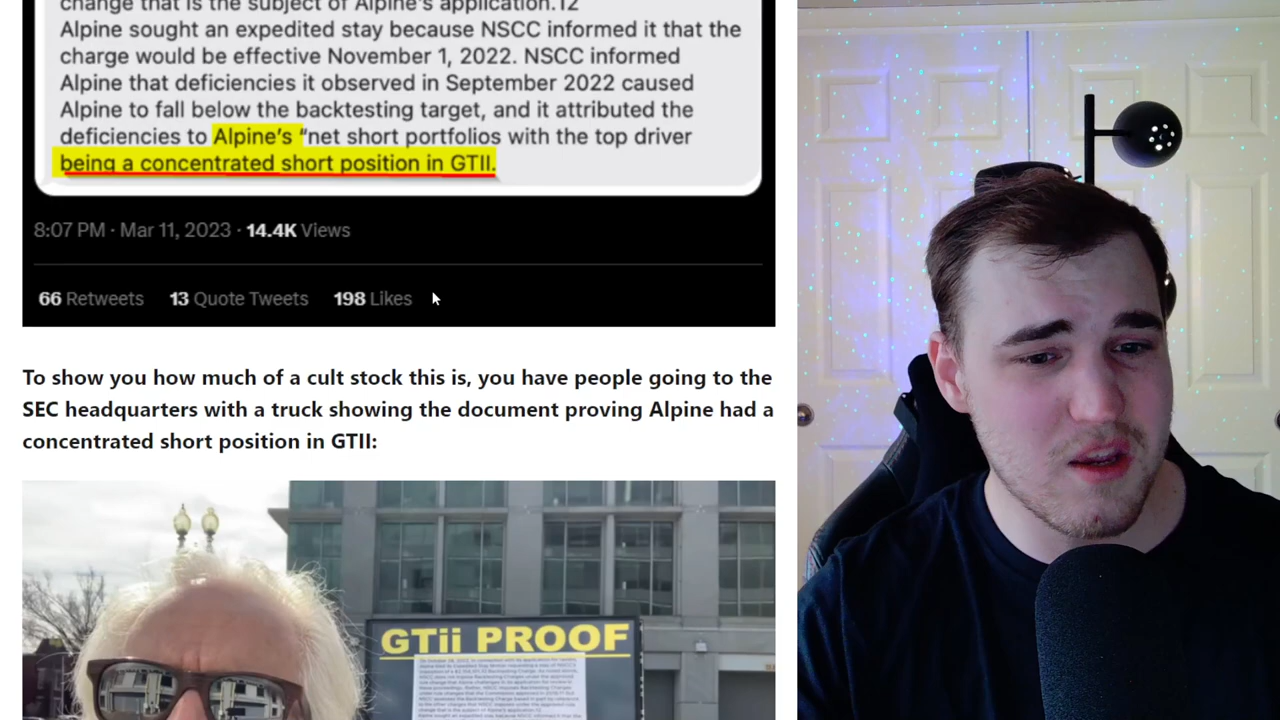 change that is the subject of Alpine's application.12
Alpine sought an expedited stay because NSCC informed it that the
charge would be effective November 1, 2022. NSCC informed
Alpine that deficiencies it observed in September 2022 caused
Alpine to fall below the backtesting target, and it attributed the
deficiencies to Alpine's “net short portfolios with the top driver
being a concentrated short position in GTII.
8:07 PM · Mar 11, 2023 · 14.4K Views
66 Retweets 13 Quote Tweets 198 Likes
To show you how much of a cult stock this is, you have people going to the
SEC headquarters with a truck showing the document proving Alpine had a
concentrated short position in GTII:
GTii PROOF